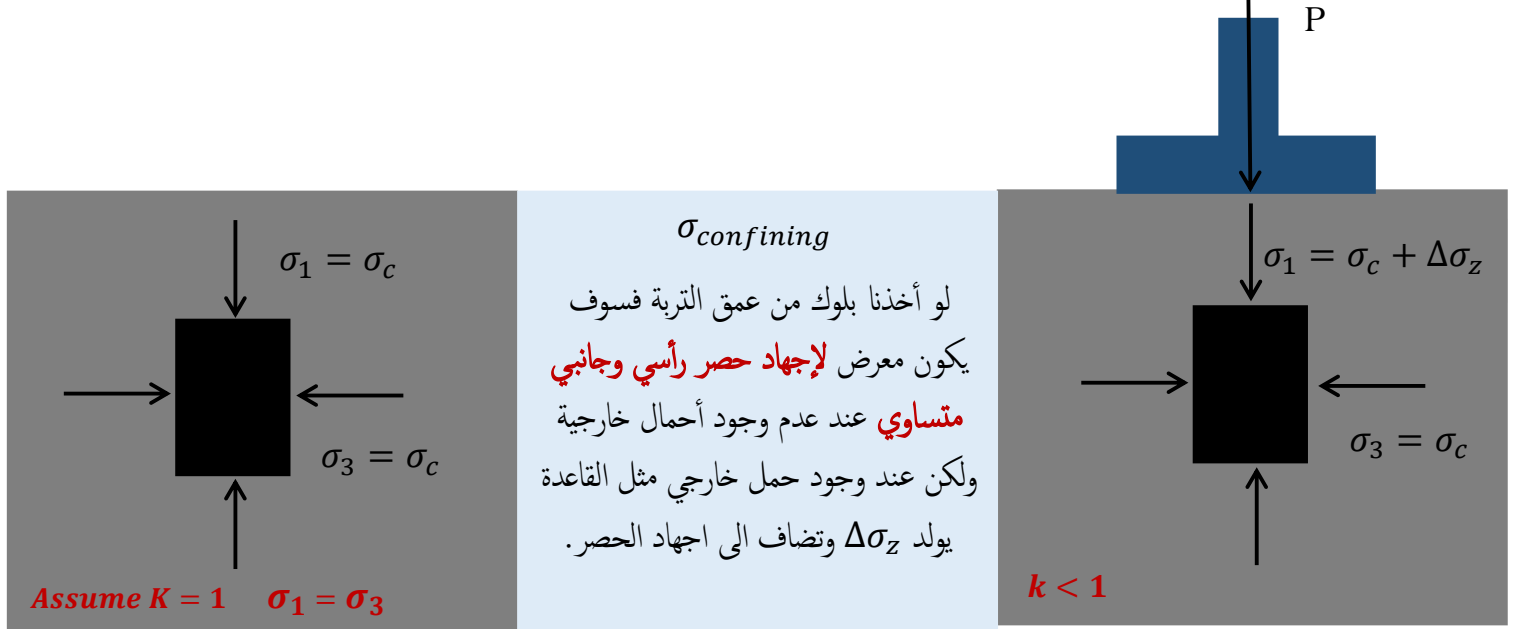 P
σ₁ = σ_c
σ₃ = σ_c
Assume K = 1 σ₁ = σ₃
σ_confining
لو أخذنا بلوك من عمق التربة فسوف
يكون معرض لإجهاد حصر رأسي وجانبي
متساوي عند عدم وجود أحمال خارجية
ولكن عند وجود حمل خارجي مثل القاعدة
يولد Δσ_z وتضاف الى اجهاد الحصر.
σ₁ = σ_c + Δσ_z
σ₃ = σ_c
k < 1